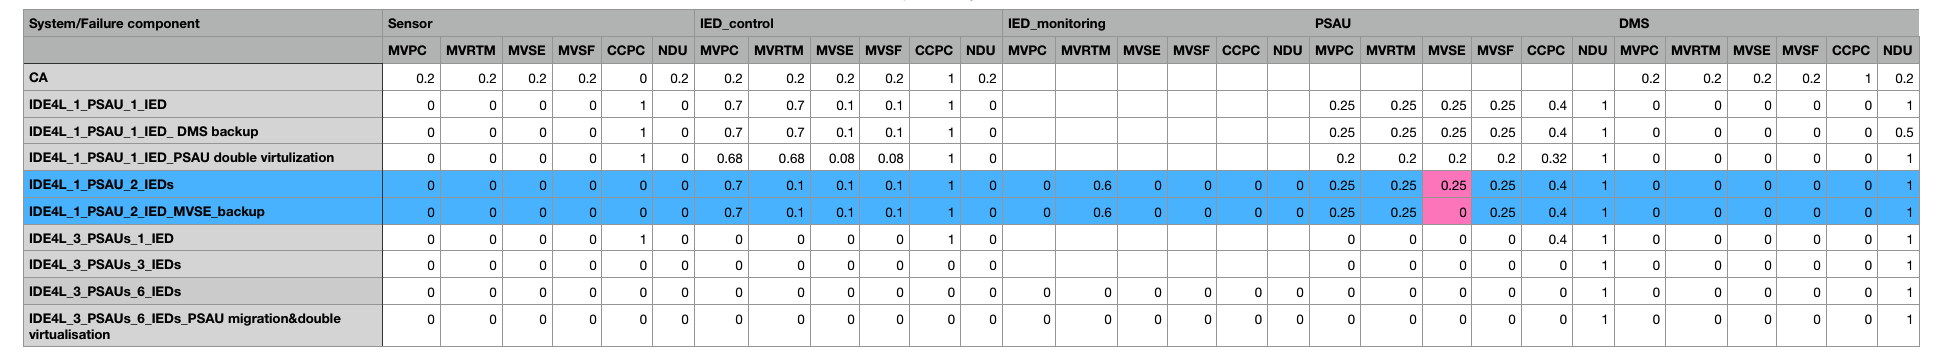 System/Failure component Sensor IED_control IED_monitoring PSAU DMS
MVPC MVRTM MVSE MVSF CCPC NDU MVPC MVRTM MVSE MVSF CCPC NDU MVPC MVRTM MVSE MVSF CCPC NDU MVPC MVRTM MVSE MVSF CCPC NDU MVPC MVRTM MVSE MVSF CCPC NDU
CA 0.2 0.2 0.2 0.2 0 0.2 0.2 0.2 0.2 0.2 1 0.2 0.2 0.2 0.2 0.2 1 0.2
IDE4L_1_PSAU_1_IED 0 0 0 0 1 0 0.7 0.7 0.1 0.1 1 0 0.25 0.25 0.25 0.25 0.4 1 0 0 0 0 0 1
IDE4L_1_PSAU_1_IED_ DMS backup 0 0 0 0 1 0 0.7 0.7 0.1 0.1 1 0 0.25 0.25 0.25 0.25 0.4 1 0 0 0 0 0 0.5
IDE4L_1_PSAU_1_IED_PSAU double virtulization 0 0 0 0 1 0 0.68 0.68 0.08 0.08 1 0 0.2 0.2 0.2 0.2 0.32 1 0 0 0 0 0 1
IDE4L_1_PSAU_2_IEDs 0 0 0 0 0 0 0.7 0.1 0.1 0.1 1 0 0 0.6 0 0 0 0 0.25 0.25 0.25 0.25 0.4 1 0 0 0 0 0 1
IDE4L_1_PSAU_2_IED_MVSE_backup 0 0 0 0 0 0 0.7 0.1 0.1 0.1 1 0 0 0.6 0 0 0 0 0.25 0.25 0 0.25 0.4 1 0 0 0 0 0 1
IDE4L_3_PSAUs_1_IED 0 0 0 0 1 0 0 0 0 0 1 0 0 0 0 0 0.4 1 0 0 0 0 0 1
IDE4L_3_PSAUs_3_IEDs 0 0 0 0 0 0 0 0 0 0 0 0 0 0 0 0 0 1 0 0 0 0 0 1
IDE4L_3_PSAUs_6_IEDs 0 0 0 0 0 0 0 0 0 0 0 0 0 0 0 0 0 0 0 0 0 0 0 1 0 0 0 0 0 1
IDE4L_3_PSAUs_6_IEDs_PSAU migration&double 0 0 0 0 0 0 0 0 0 0 0 0 0 0 0 0 0 0 0 0 0 0 0 1 0 0 0 0 0 1
virtualisation